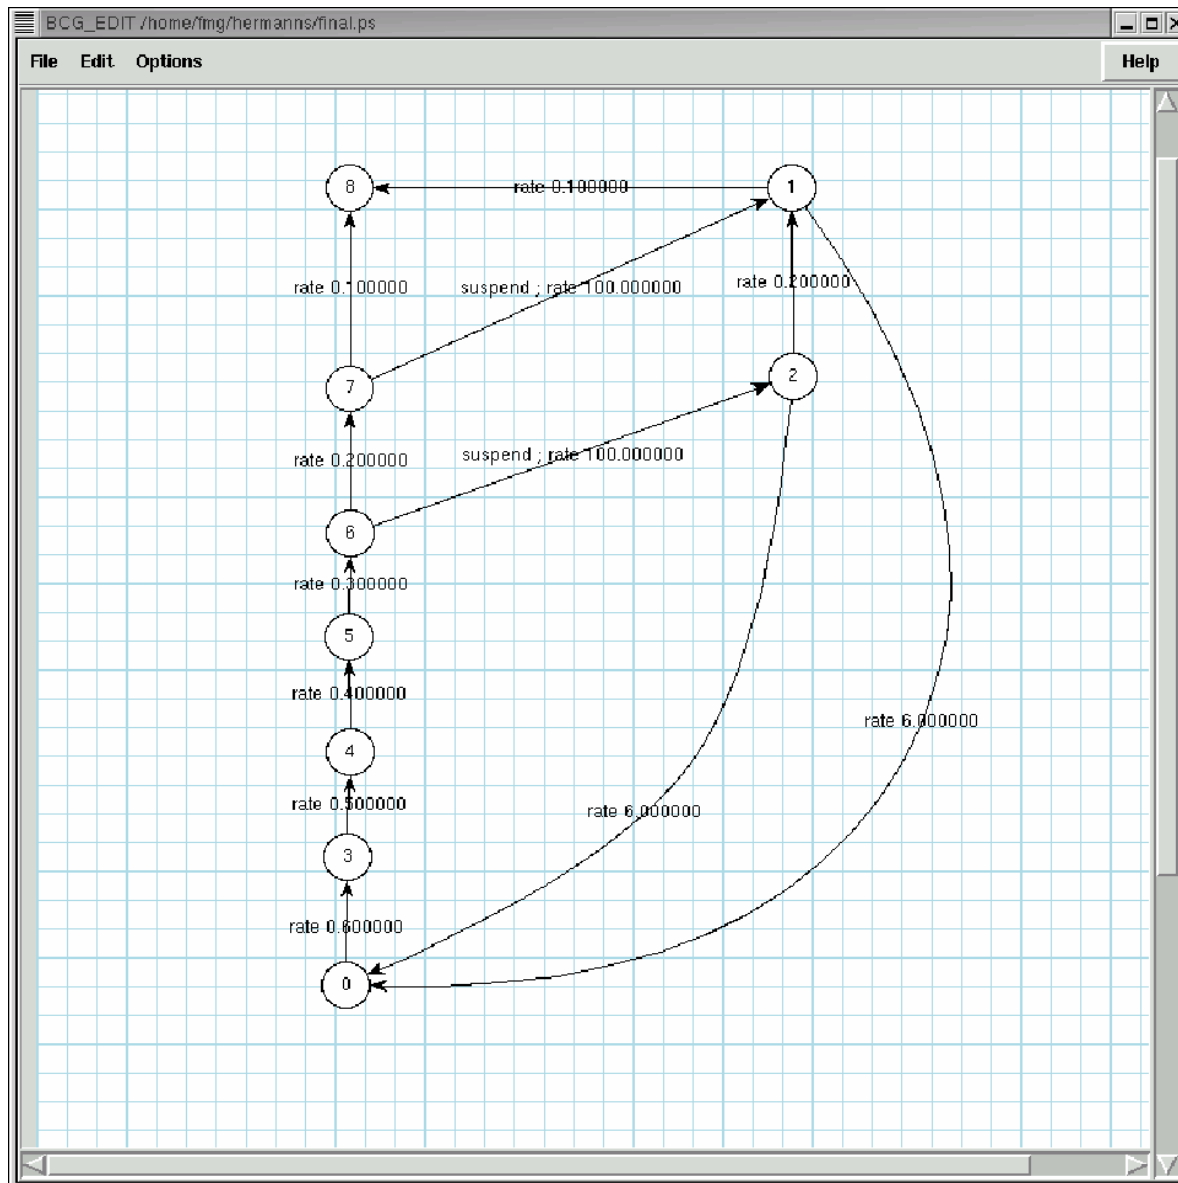 BCG_EDIT /home/fmg/hermanns/final.ps
File Edit Options Help
8
rate 0.100000
1
rate 0.100000
suspend ; rate 100.000000
rate 0.200000
7
2
rate 0.200000
suspend ; rate 100.000000
6
rate 0.300000
5
rate 0.400000
rate 6.000000
4
rate 0.500000
rate 6.000000
3
rate 0.600000
0